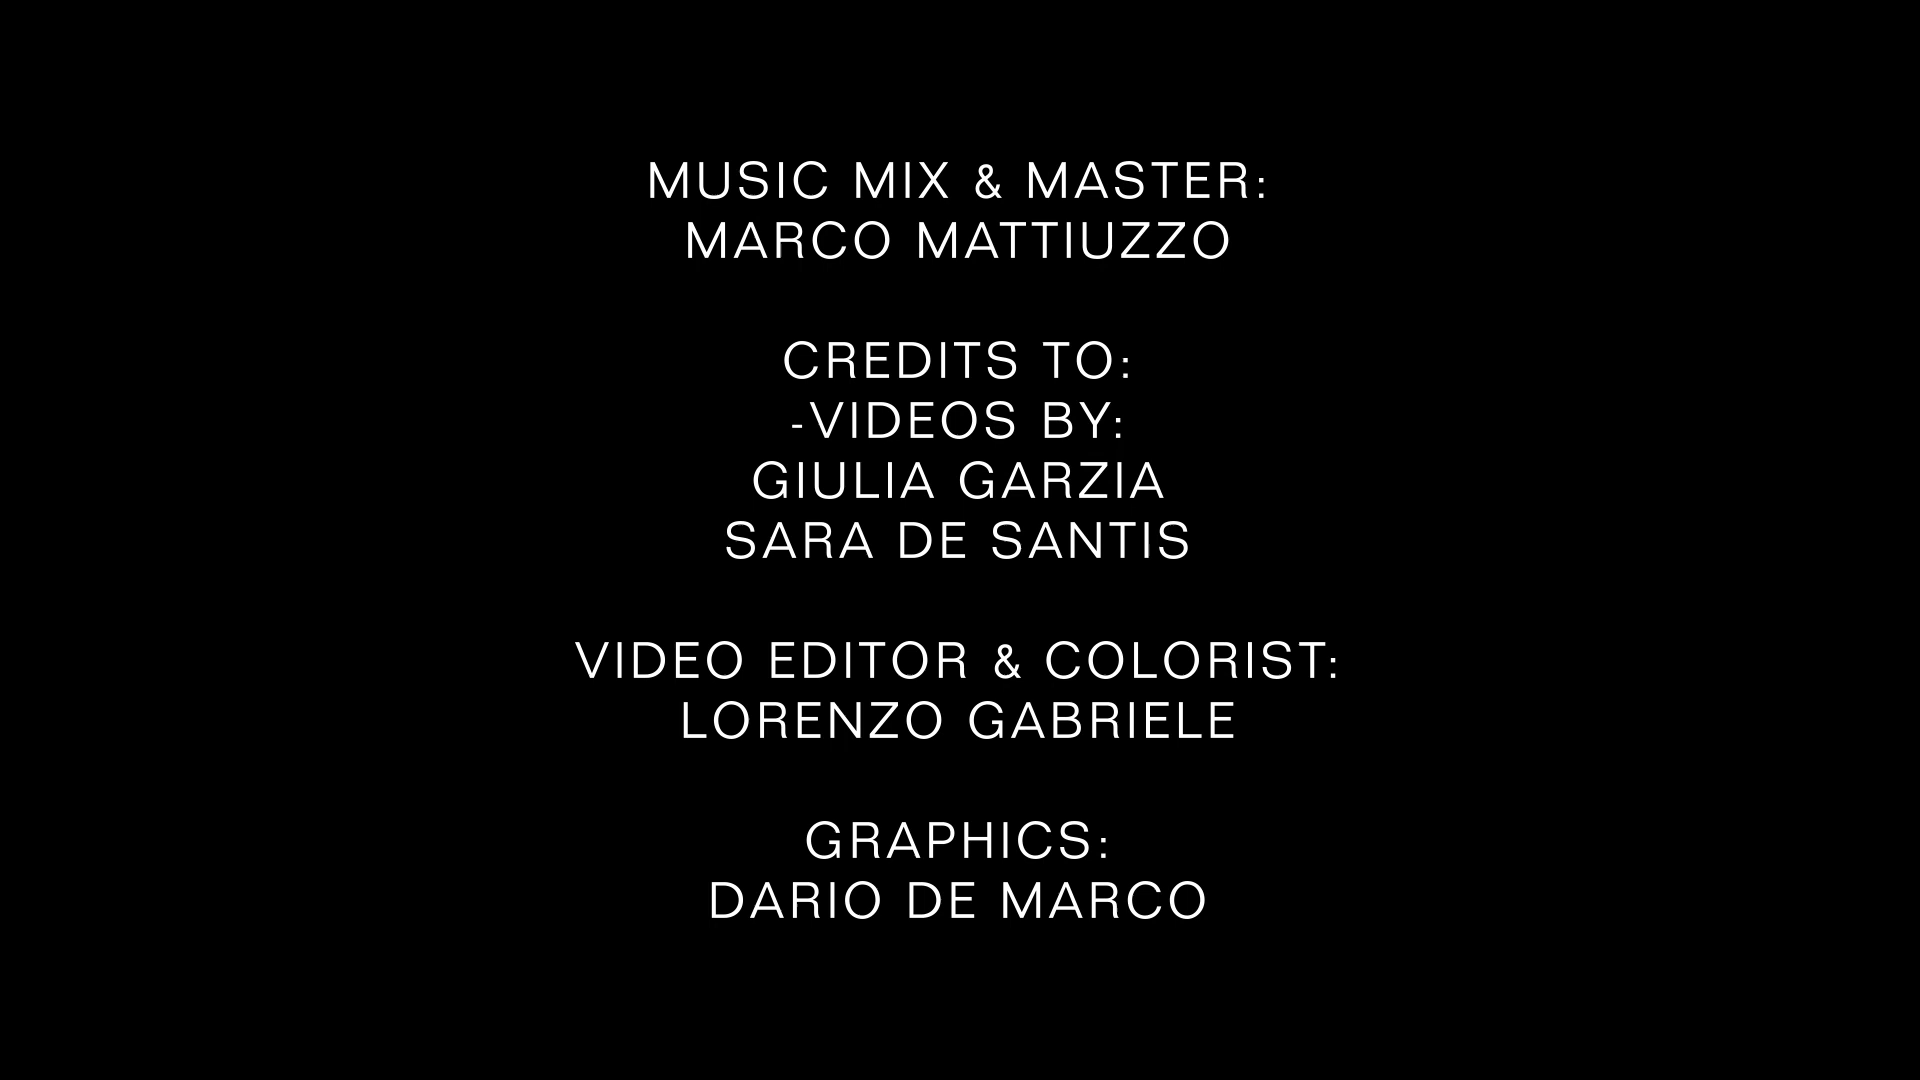 MUSIC MIX & MASTER:
MARCO MATTIUZZO
CREDITS TO:
-VIDEOS BY:
GIULIA GARZIA
SARA DE SANTIS
VIDEO EDITOR & COLORIST:
LORENZO GABRIELE
GRAPHICS:
DARIO DE MARCO